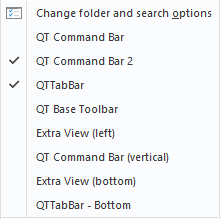 Change folder and search options
QT Command Bar
QT Command Bar 2
QTTabBar
QT Base Toolbar
Extra View (left)
QT Command Bar (vertical)
Extra View (bottom)
QTTabBar - Bottom